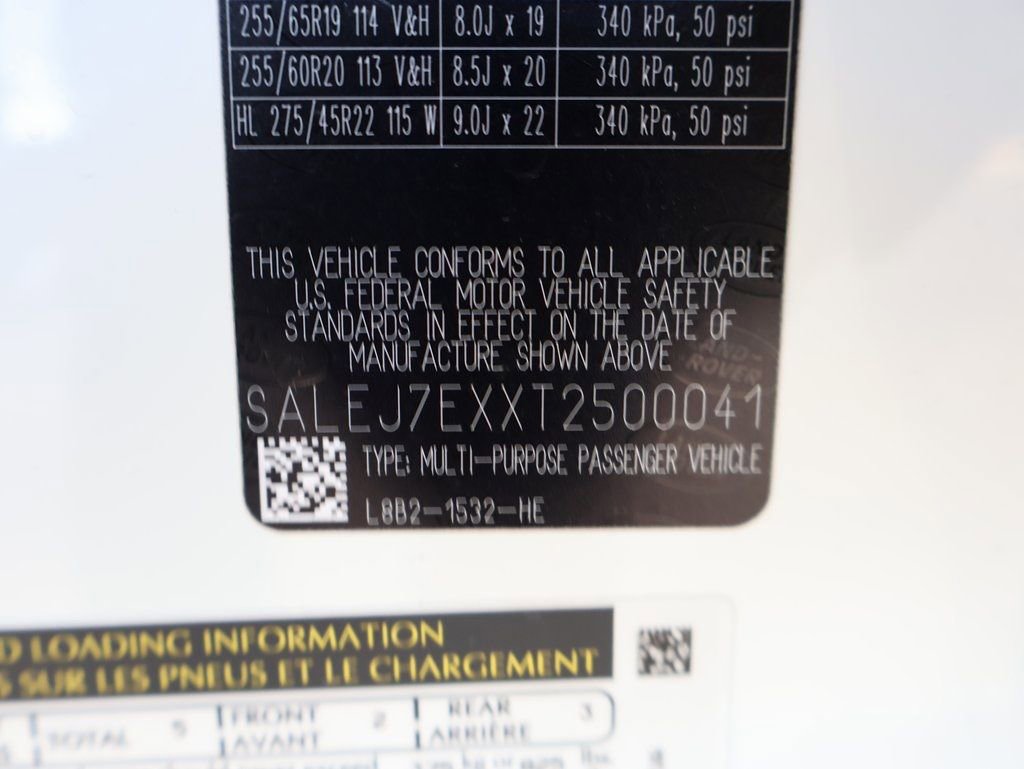 255/65R19 114 V&H 8.0J x 19 340 kPa, 50 psi
255/60R20 113 V&H 8.5J x 20 340 kPa, 50 psi
HL 275/45R22 115 W 9.0J x 22 340 kPa, 50 psi
THIS VEHICLE CONFORMS TO ALL APPLICABLE
U.S. FEDERAL MOTOR VEHICLE SAFETY
STANDARDS IN EFFECT ON THE DATE OF
MANUFACTURE SHOWN ABOVE
LAND-
ROVER
SALEJ7EXXT2500041
TYPE: MULTI-PURPOSE PASSENGER VEHICLE
L8B2-1532-HE
D LOADING INFORMATION
S SUR LES PNEUS ET LE CHARGEMENT
TOTAL 5 FRONT 2 REAR 3
AVANT ARRIÈRE